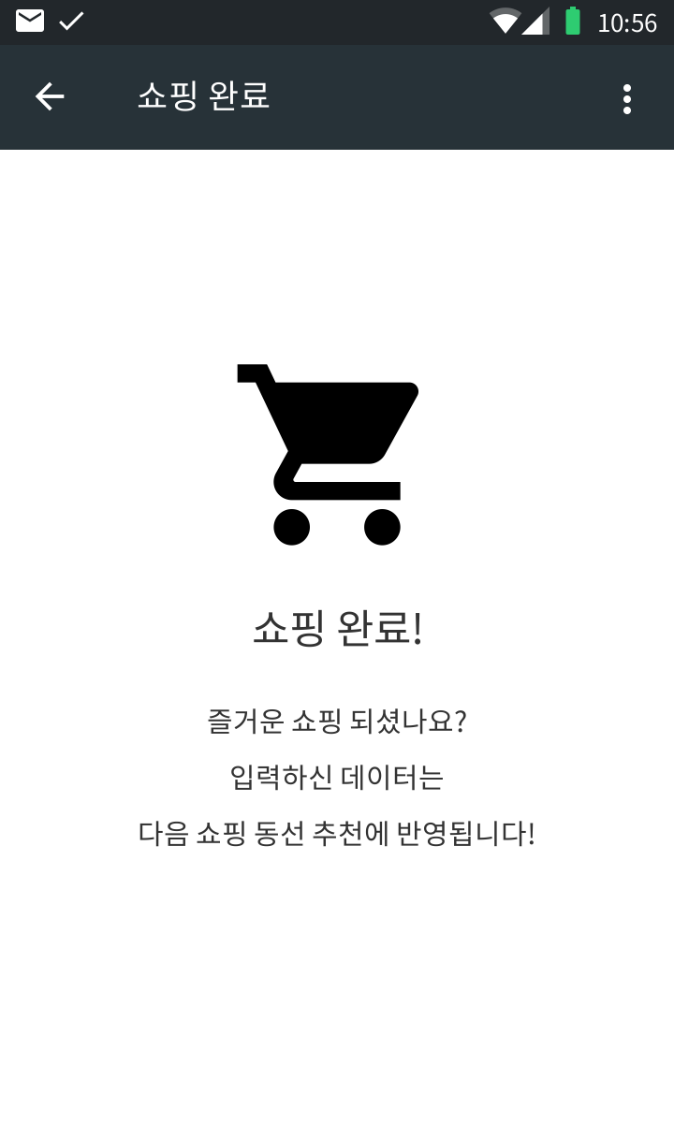 10:56
쇼핑 완료
쇼핑 완료!
즐거운 쇼핑 되셨나요?
입력하신 데이터는
다음 쇼핑 동선 추천에 반영됩니다!